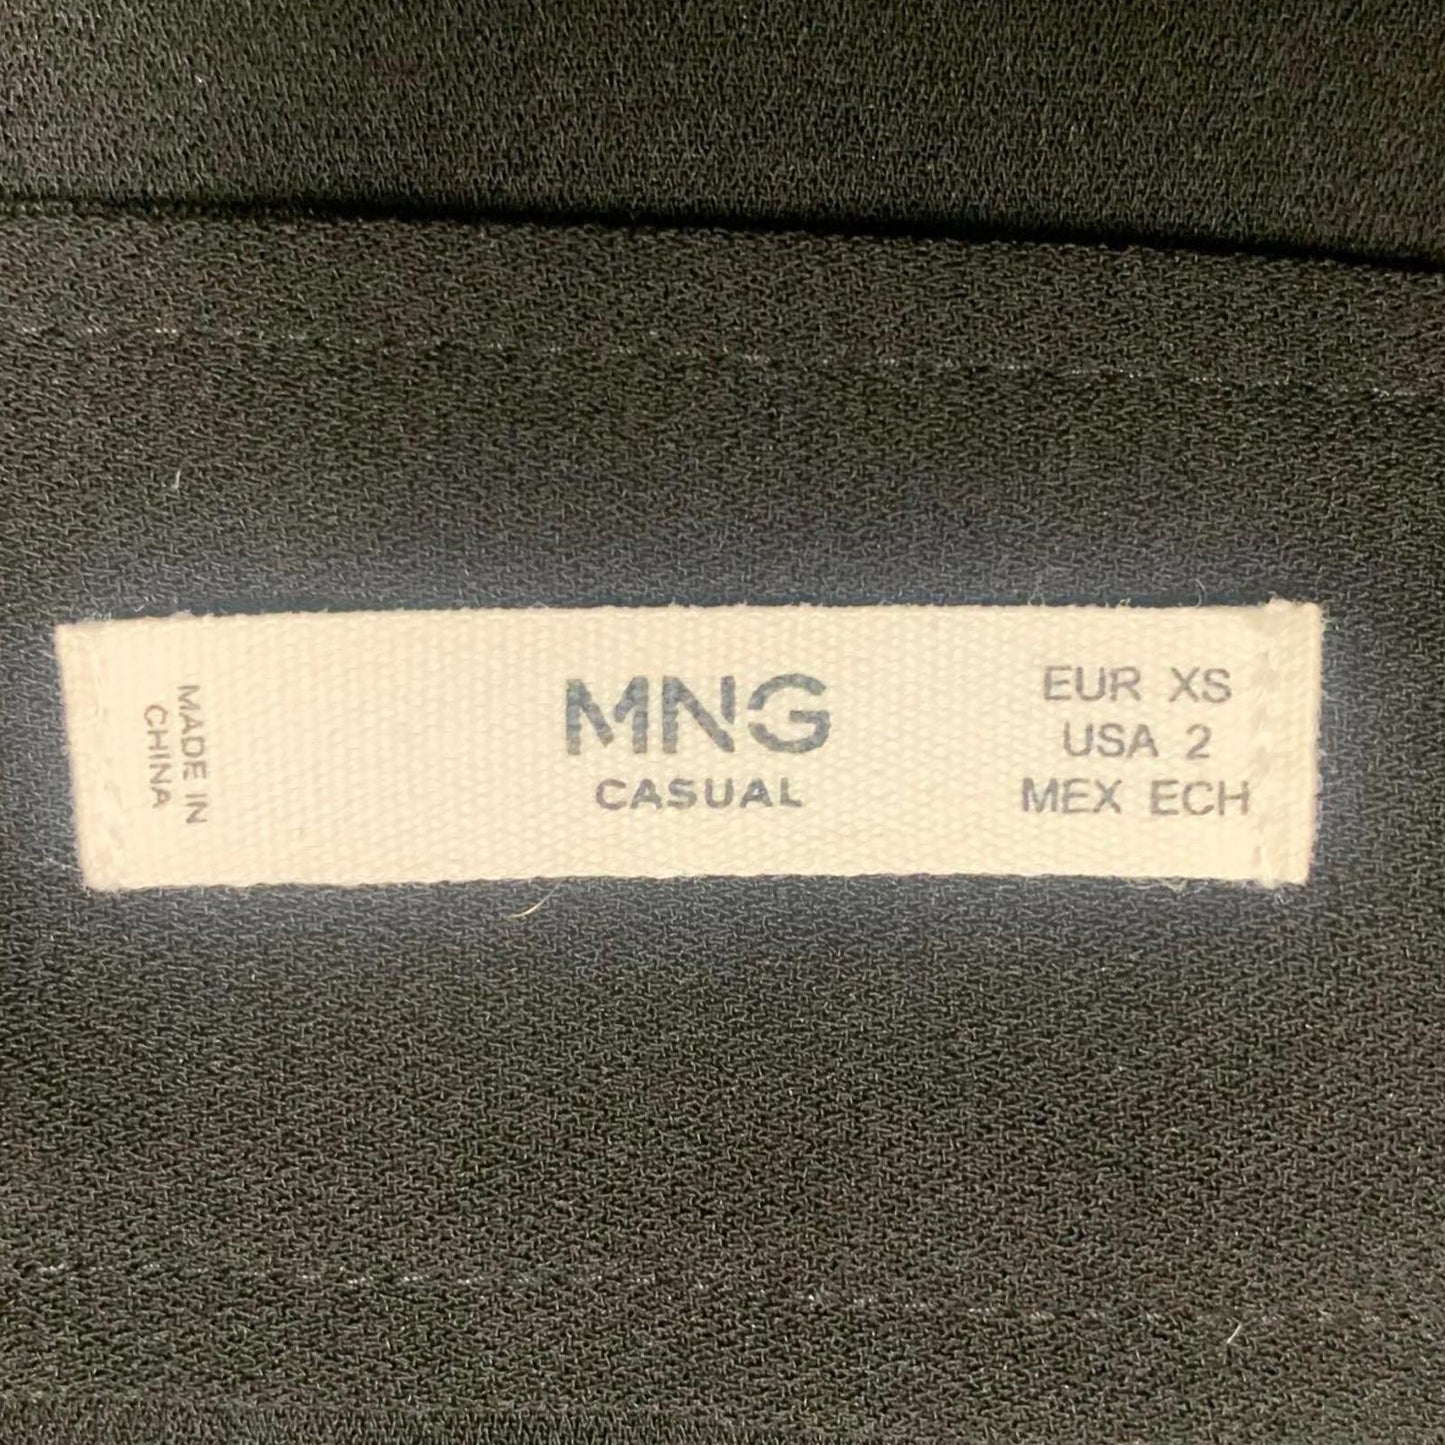 MADE IN
CHINA
MNG
CASUAL
EUR XS
USA 2
MEX ECH